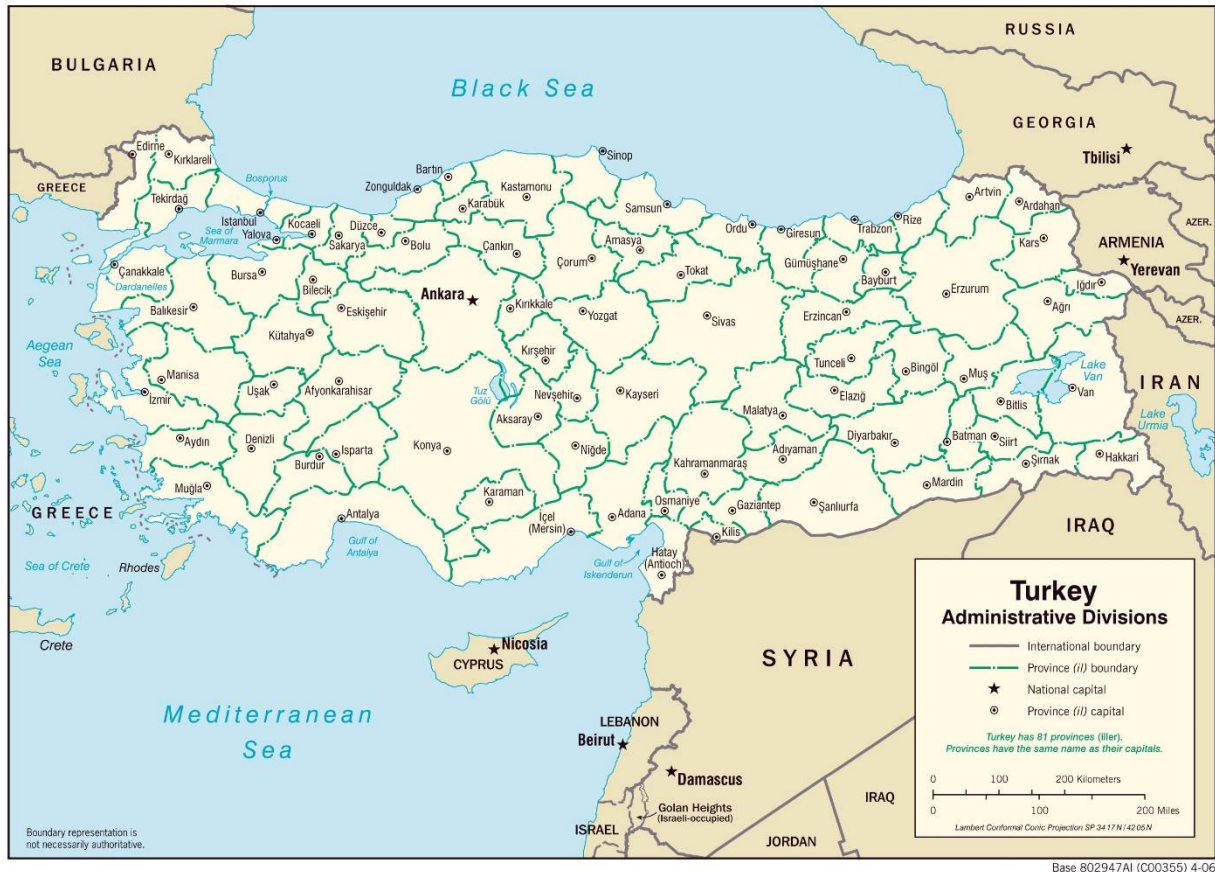 RUSSIA
BULGARIA
Black Sea
GEORGIA
Tbilisi
Edirne
Kırklareli
Sinop
Bartın
Zonguldak
Bosporus
GREECE
Tekirdağ
Kastamonu
Karabük
Samsun
Artvin
Ardahan
Istanbul
Kocaeli
Düzce
Yalova
Sea of
Marmara
Sakarya
Bolu
Çankırı
Çorum
Amasya
Ordu
Giresun
Trabzon
Rize
Kars
ARMENIA
Yerevan
AZER.
Çanakkale
Dardanelles
Bursa
Bilecik
Tokat
Gümüşhane
Bayburt
Erzurum
Iğdır
Ağrı
AZER.
Balıkesir
Eskişehir
Ankara
Kırıkkale
Yozgat
Sivas
Erzincan
Kütahya
Aegean
Sea
Kırşehir
Tunceli
Bingöl
Muş
Lake
Van
IRAN
Manisa
Uşak
Afyonkarahisar
Tuz
Gölü
Nevşehir
Kayseri
Elazığ
Bitlis
Van
Lake
Urmia
İzmir
Aksaray
Malatya
Aydın
Denizli
Burdur
Isparta
Konya
Niğde
Adıyaman
Diyarbakır
Batman
Siirt
Şırnak
Hakkari
Kahramanmaraş
Muğla
Karaman
Osmaniye
Gaziantep
Şanlıurfa
Mardin
GREECE
Antalya
İçel
(Mersin)
Adana
Kilis
IRAQ
Gulf of
Antalya
Gulf of
Iskenderun
Hatay
(Antioch)
Sea of Crete
Rhodes
Crete
Nicosia
CYPRUS
SYRIA
Mediterranean
Sea
LEBANON
Beirut
Damascus
Golan Heights
(Israeli-occupied)
ISRAEL
JORDAN
IRAQ
Turkey
Administrative Divisions
International boundary
Province (il) boundary
National capital
Province (il) capital
Turkey has 81 provinces (iller).
Provinces have the same name as their capitals.
0 100 200 Kilometers
0 100 200 Miles
Lambert Conformal Conic Projection SP 34 17 N / 42 05 N
Boundary representation is
not necessarily authoritative.
Base 802947AI (C00355) 4-06